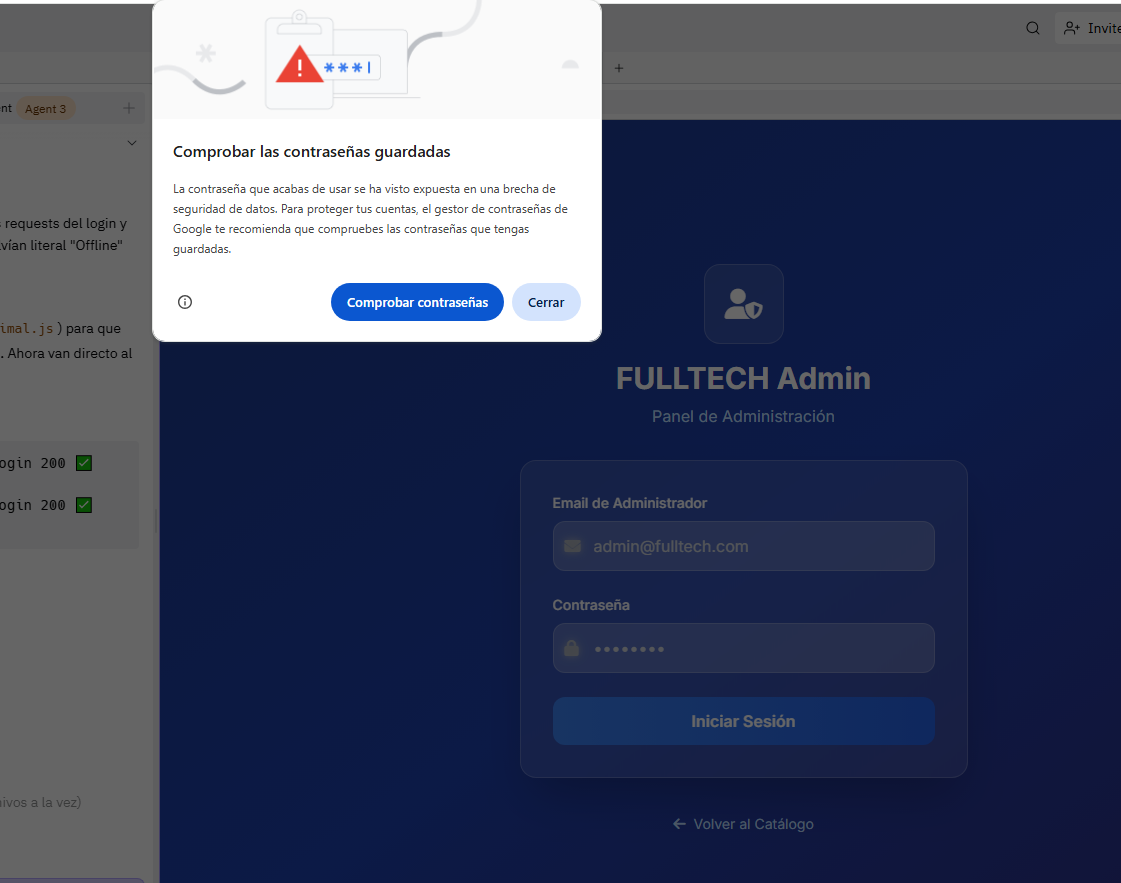 Invite
nt
Agent 3
requests del login y
vían literal "Offline"
imal.js ) para que
. Ahora van directo al
ogin 200
ogin 200
ivos a la vez)
***
Comprobar las contraseñas guardadas
La contraseña que acabas de usar se ha visto expuesta en una brecha de
seguridad de datos. Para proteger tus cuentas, el gestor de contraseñas de
Google te recomienda que compruebes las contraseñas que tengas
guardadas.
Comprobar contraseñas
Cerrar
FULLTECH Admin
Panel de Administración
Email de Administrador
admin@fulltech.com
Contraseña
••••••••
Iniciar Sesión
← Volver al Catálogo